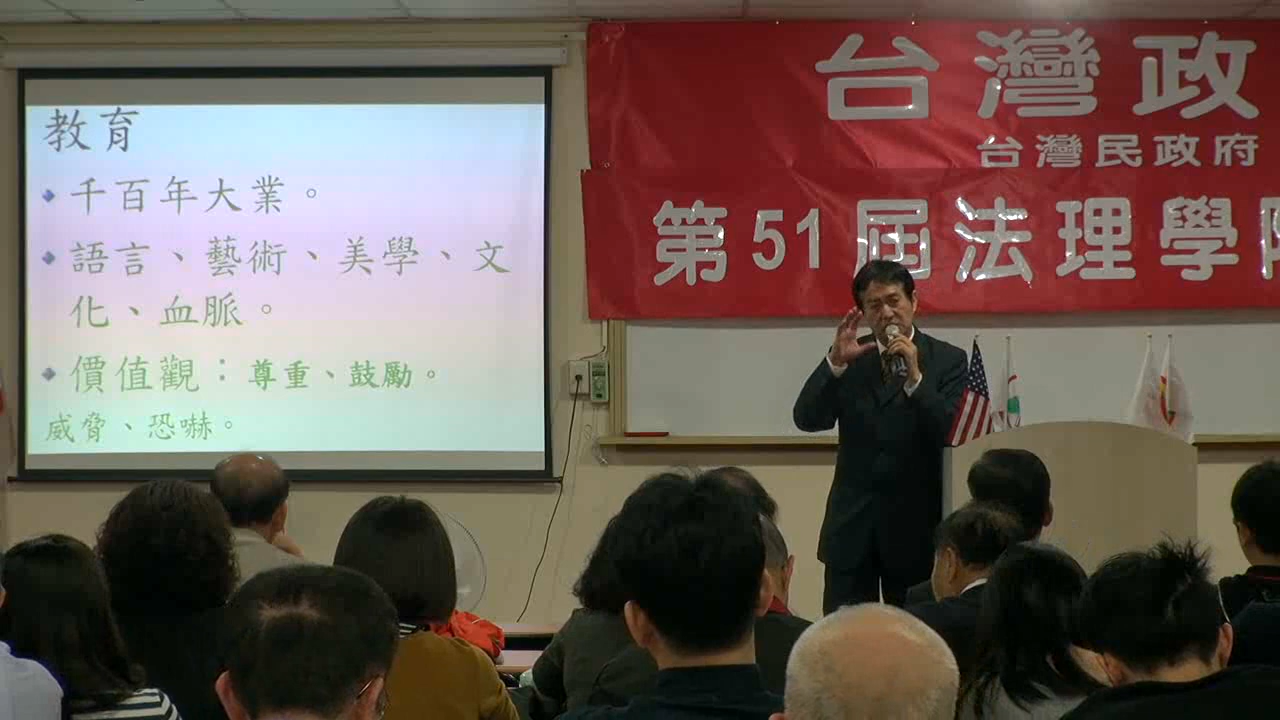 教育
千百年大業。
語言、藝術、美學、文
化、血脈。
價值觀：尊重、鼓勵。
威脅、恐嚇。
台灣政
台灣民政府
第51屆法理學院